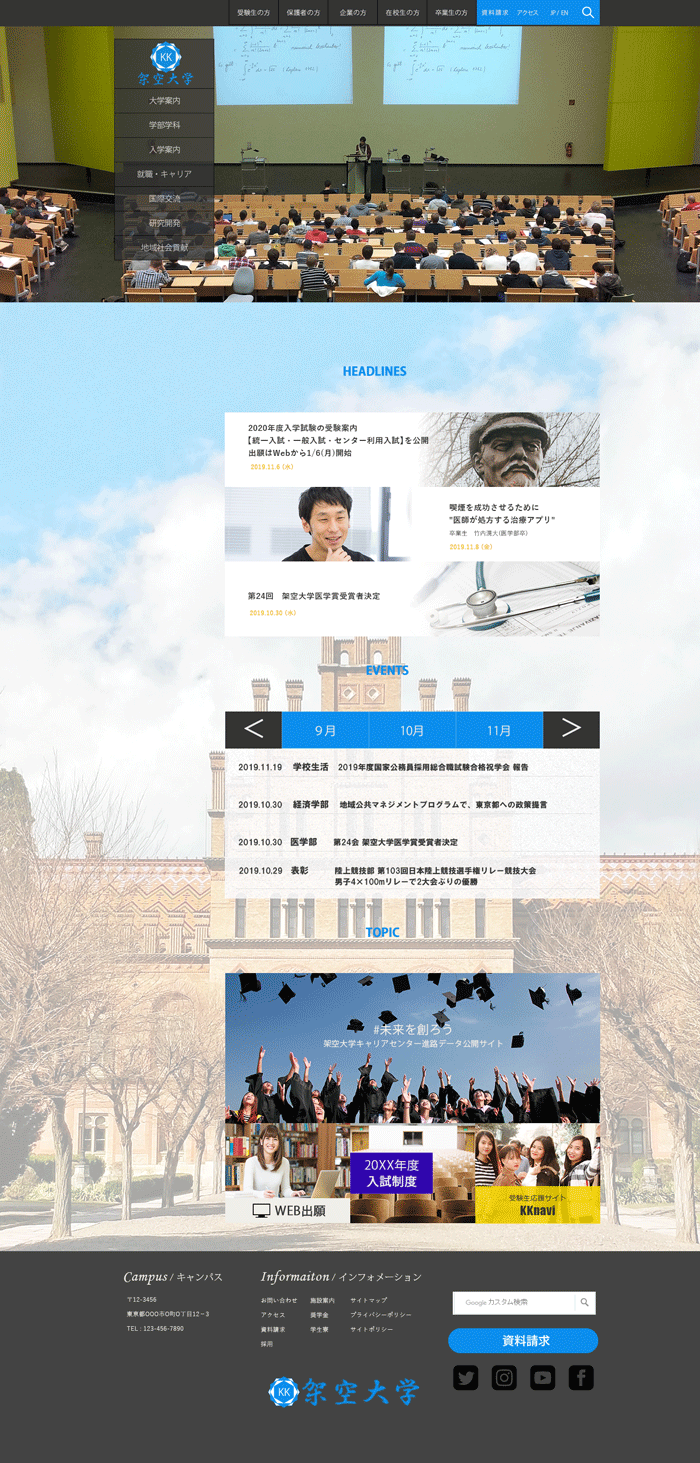 受験生の方 保護者の方 企業の方 在校生の方 卒業生の方 資料請求 アクセス JP / EN
KK
架空大学
大学案内
学部学科
入学案内
就職・キャリア
国際交流
研究開発
地域社会貢献
HEADLINES
2020年度入学試験の受験案内
【統一入試・一般入試・センター利用入試】を公開
出願はWebから1/6(月)開始
2019.11.6 (水)
喫煙を成功させるために
"医師が処方する治療アプリ"
卒業生 竹内湧大(医学部卒)
2019.11.8 (金)
第24回 架空大学医学賞受賞者決定
2019.10.30 (水)
EVENTS
< 9月 10月 11月 >
2019.11.19 学校生活 2019年度国家公務員採用総合職試験合格祝学会 報告
2019.10.30 経済学部 地域公共マネジメントプログラムで、東京都への政策提言
2019.10.30 医学部 第24会 架空大学医学賞受賞者決定
2019.10.29 表彰 陸上競技部 第103回日本陸上競技選手権リレー競技大会
男子4×100mリレーで2大会ぶりの優勝
TOPIC
#未来を創ろう
架空大学キャリアセンター進路データ公開サイト
WEB出願
20XX年度
入試制度
受験生応援サイト
KKnavi
Campus / キャンパス
〒12-3456
東京都OOO市O町O丁目12−3
TEL : 123-456-7890
Informaiton / インフォメーション
お問い合わせ 施設案内 サイトマップ
アクセス 奨学金 プライバシーポリシー
資料請求 学生寮 サイトポリシー
採用
Google カスタム検索
資料請求
KK 架空大学